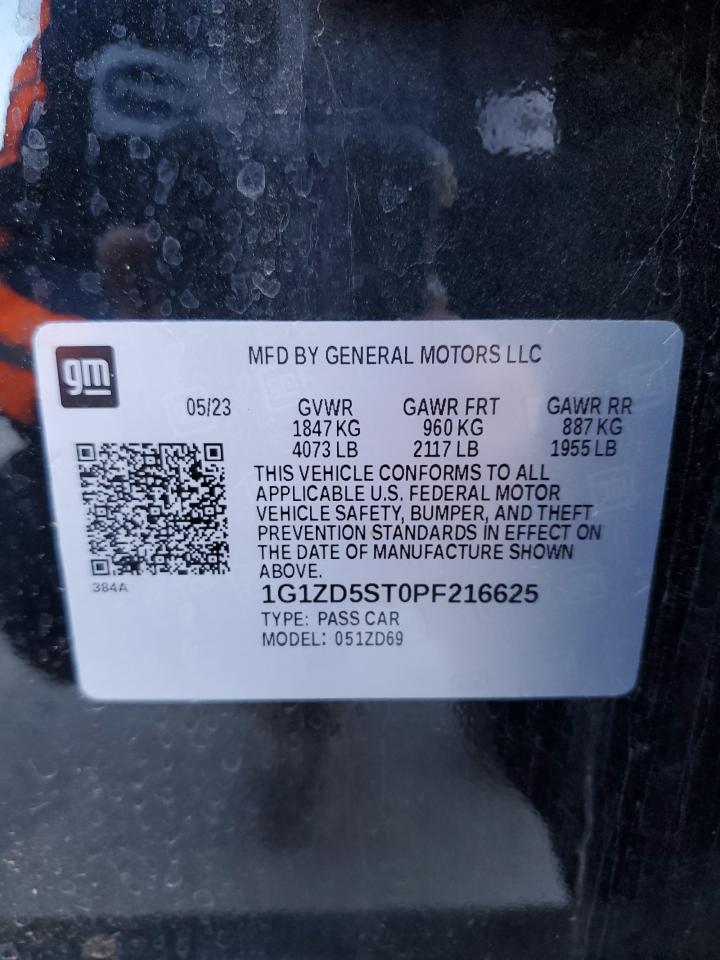 gm
MFD BY GENERAL MOTORS LLC
05/23 GVWR GAWR FRT GAWR RR
1847 KG 960 KG 887 KG
4073 LB 2117 LB 1955 LB
THIS VEHICLE CONFORMS TO ALL
APPLICABLE U.S. FEDERAL MOTOR
VEHICLE SAFETY, BUMPER, AND THEFT
PREVENTION STANDARDS IN EFFECT ON
THE DATE OF MANUFACTURE SHOWN
ABOVE.
384A
1G1ZD5ST0PF216625
TYPE: PASS CAR
MODEL: 051ZD69